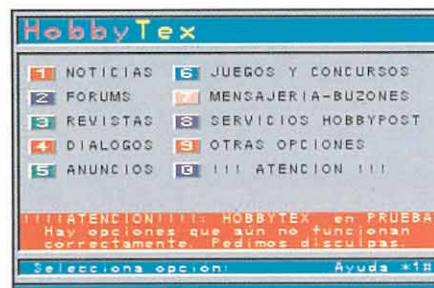 HobbyTex
1 NOTICIAS 6 JUEGOS Y CONCURSOS
2 FORUMS 7 MENSAJERIA-BUZONES
3 REVISTAS 8 SERVICIOS HOBBYPOST
4 DIALOGOS 9 OTRAS OPCIONES
5 ANUNCIOS 0 !!! ATENCION !!!
!!!!ATENCION!!!!: HOBBYTEX en PRUEBA
Hay opciones que aún no funcionan
correctamente. Pedimos disculpas.
Selecciona opción: Ayuda *1#